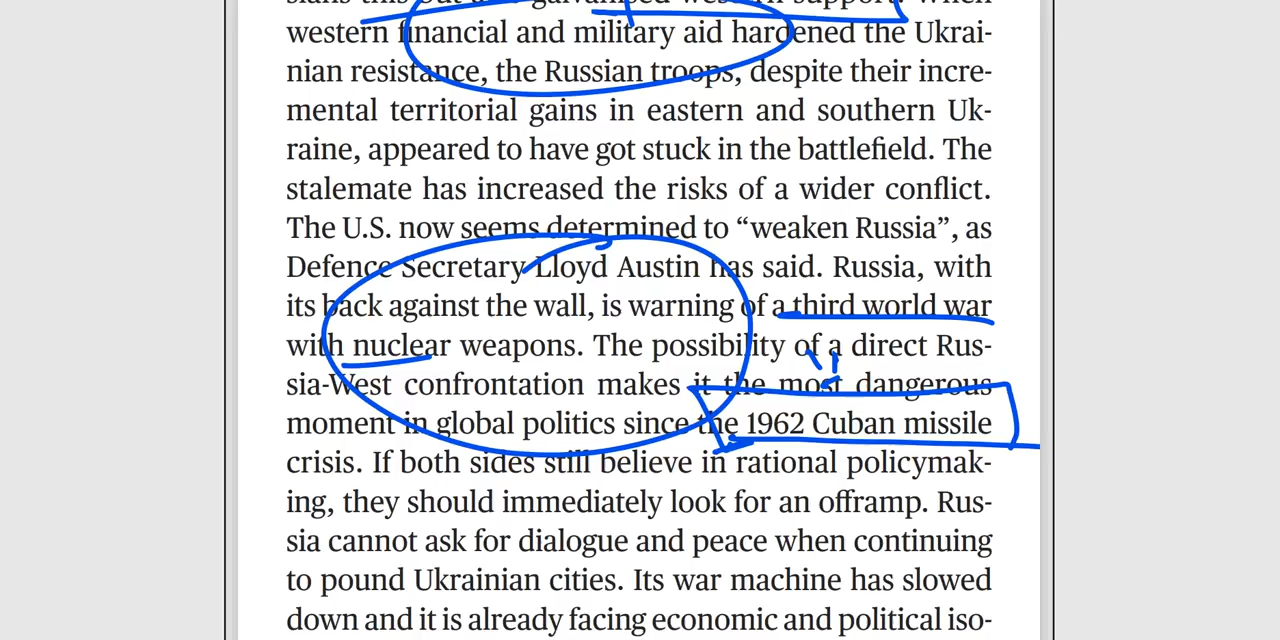 western financial and military aid hardened the Ukrai-
nian resistance, the Russian troops, despite their incre-
mental territorial gains in eastern and southern Uk-
raine, appeared to have got stuck in the battlefield. The
stalemate has increased the risks of a wider conflict.
The U.S. now seems determined to “weaken Russia”, as
Defence Secretary Lloyd Austin has said. Russia, with
its back against the wall, is warning of a third world war
with nuclear weapons. The possibility of a direct Rus-
sia-West confrontation makes it the most dangerous
moment in global politics since the 1962 Cuban missile
crisis. If both sides still believe in rational policymak-
ing, they should immediately look for an offramp. Rus-
sia cannot ask for dialogue and peace when continuing
to pound Ukrainian cities. Its war machine has slowed
down and it is already facing economic and political iso-